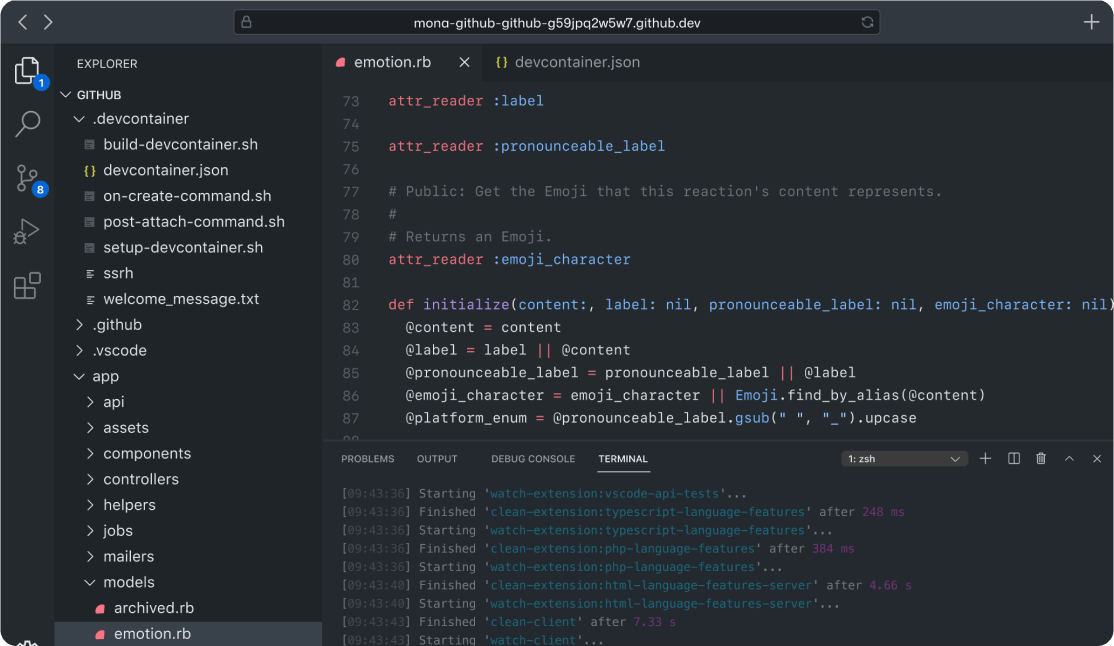 mona-github-github-g59jpq2w5w7.github.dev
1
8
EXPLORER
GITHUB
.devcontainer
build-devcontainer.sh
{} devcontainer.json
on-create-command.sh
post-attach-command.sh
setup-devcontainer.sh
ssrh
welcome_message.txt
.github
.vscode
app
api
assets
components
controllers
helpers
jobs
mailers
models
archived.rb
emotion.rb
emotion.rb
{} devcontainer.json
73 attr_reader :label
74
75 attr_reader :pronounceable_label
76
77 # Public: Get the Emoji that this reaction's content represents.
78 #
79 # Returns an Emoji.
80 attr_reader :emoji_character
81
82 def initialize(content:, label: nil, pronounceable_label: nil, emoji_character: nil)
83 @content = content
84 @label = label || @content
85 @pronounceable_label = pronounceable_label || @label
86 @emoji_character = emoji_character || Emoji.find_by_alias(@content)
87 @platform_enum = @pronounceable_label.gsub(" ", "_").upcase
88
PROBLEMS OUTPUT DEBUG CONSOLE TERMINAL 1: zsh
[09:43:36] Starting 'watch-extension:vscode-api-tests'...
[09:43:36] Finished 'clean-extension:typescript-language-features' after 248 ms
[09:43:36] Starting 'watch-extension:typescript-language-features'...
[09:43:36] Finished 'clean-extension:php-language-features' after 384 ms
[09:43:36] Starting 'watch-extension:php-language-features'...
[09:43:40] Finished 'clean-extension:html-language-features-server' after 4.66 s
[09:43:40] Starting 'watch-extension:html-language-features-server'...
[09:43:43] Finished 'clean-client' after 7.33 s
[09:43:43] Starting 'watch-client'...